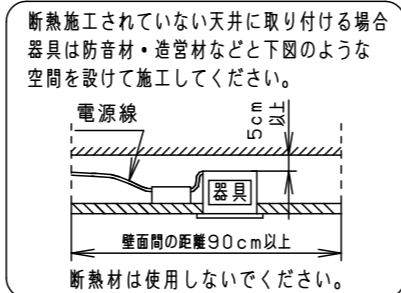 断熱施工されていない天井に取り付ける場合
器具は防音材・造営材などと下図のような
空間を設けて施工してください。
電源線
5cm
以上
器具
壁面間の距離90cm以上
断熱材は使用しないでください。